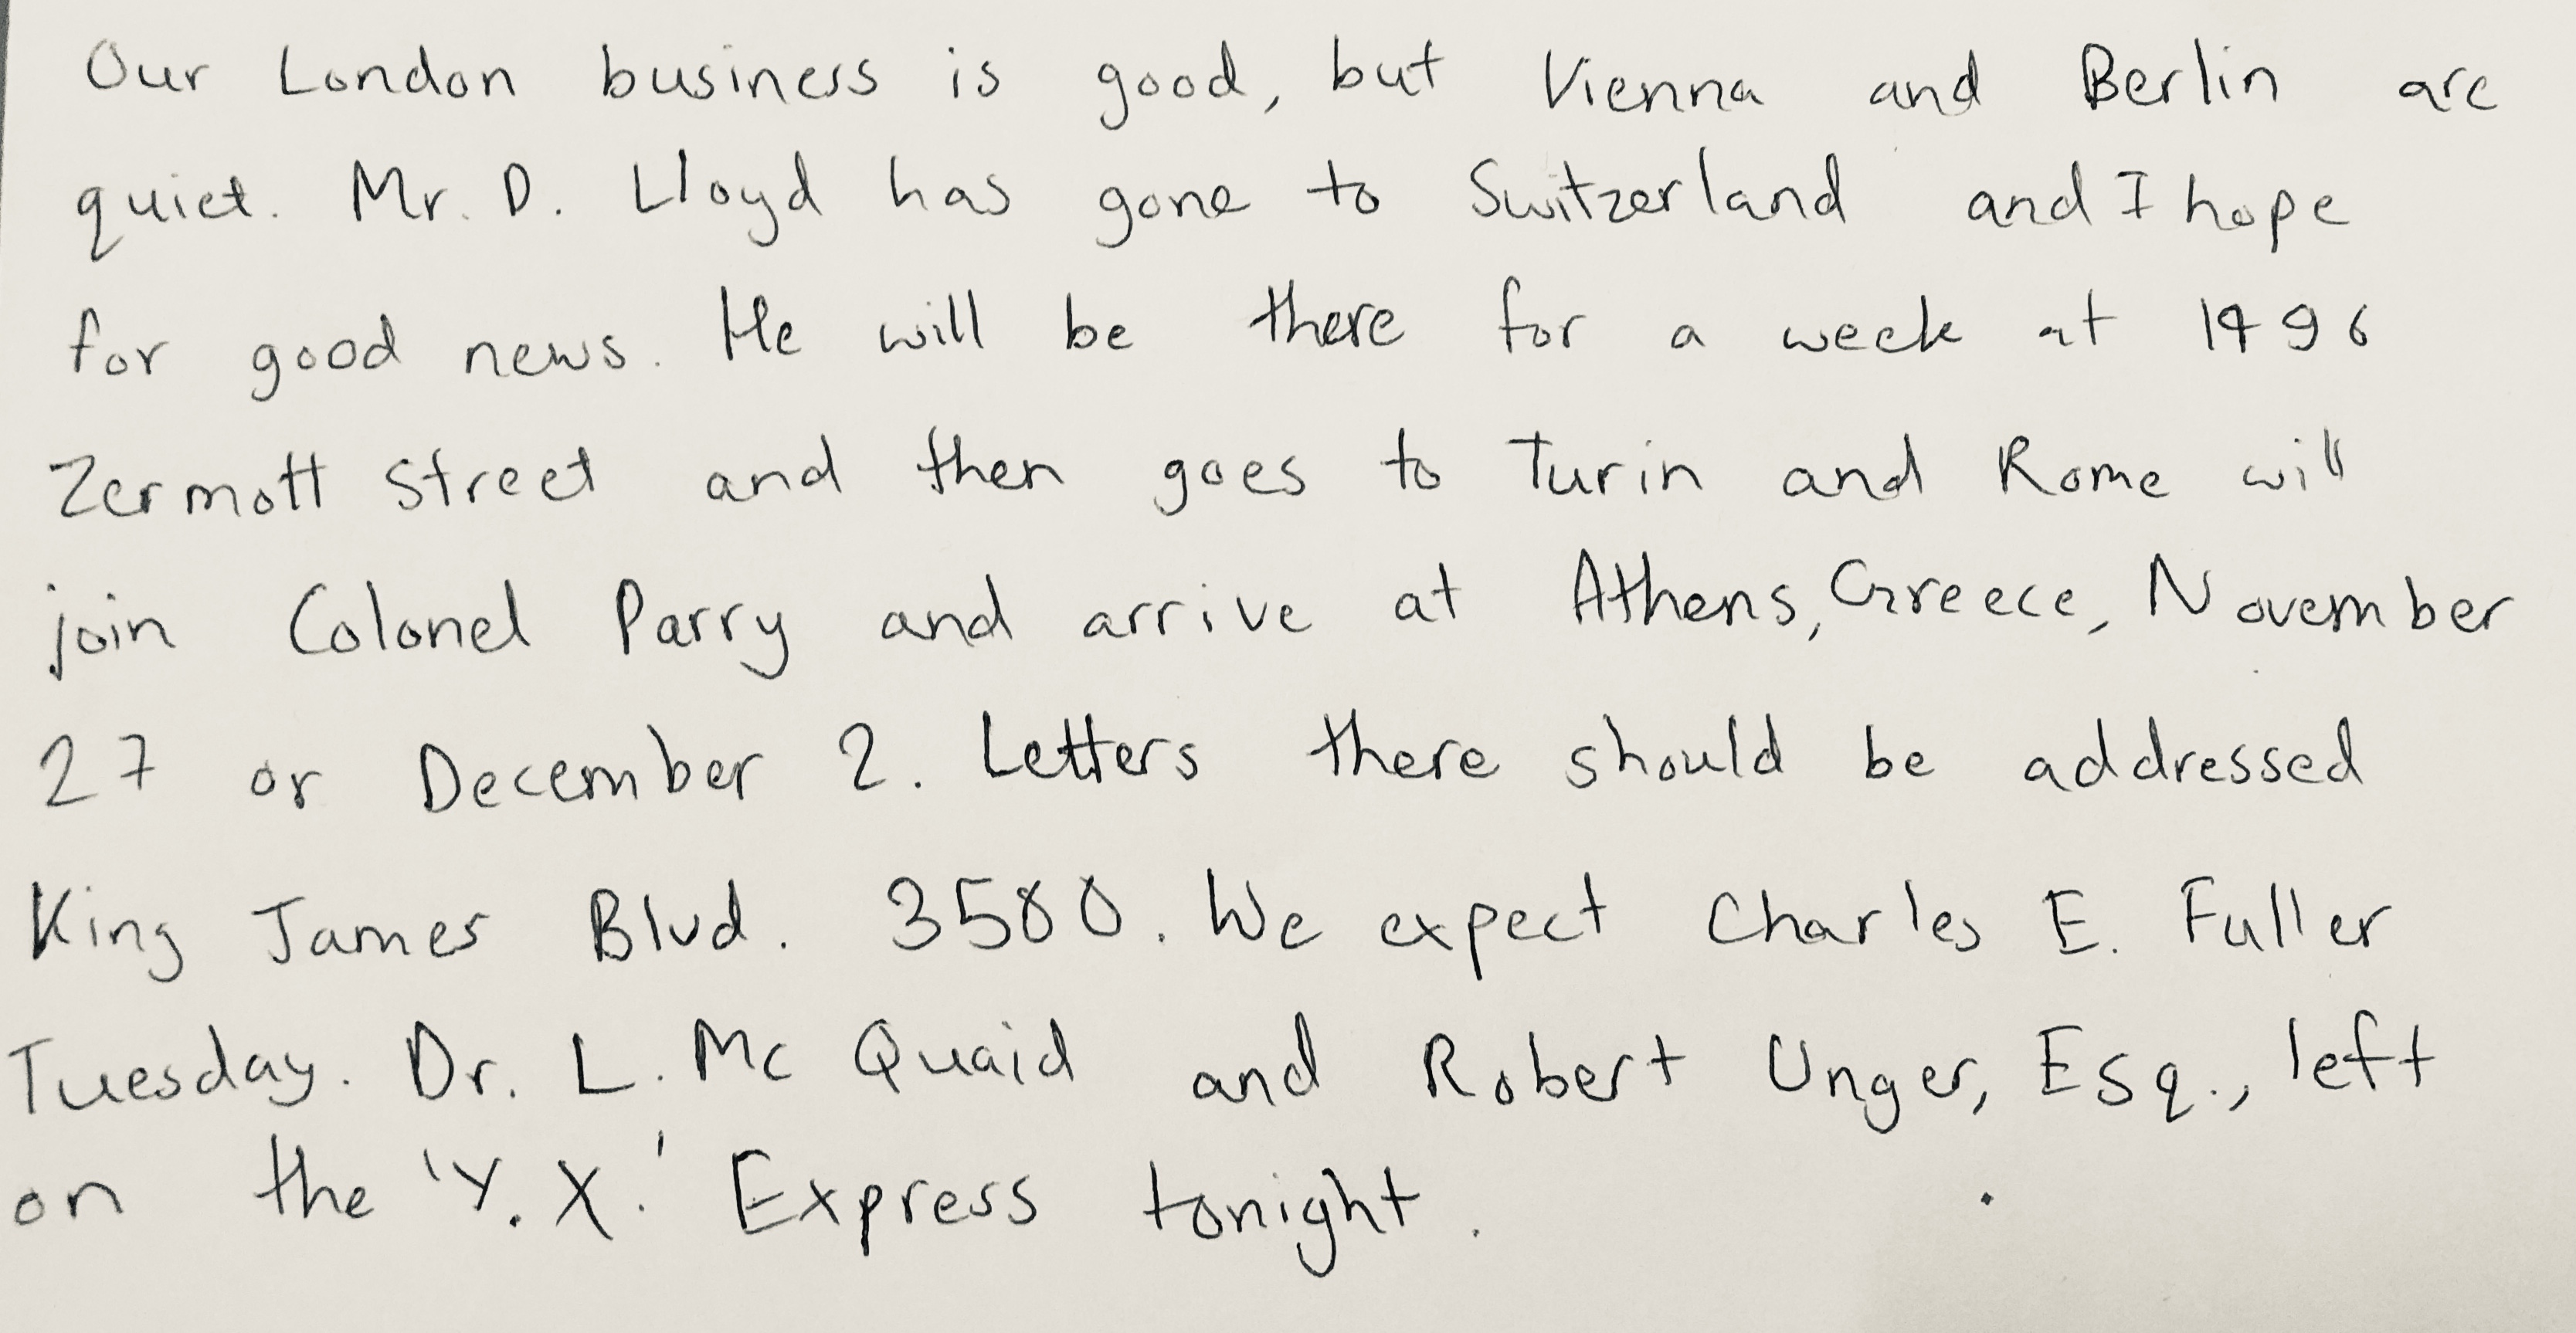 Our London business is good, but Vienna and Berlin are
quiet. Mr. D. Lloyd has gone to Switzerland and I hope
for good news. He will be there for a week at 1496
Zermott street and then goes to Turin and Rome will
join Colonel Parry and arrive at Athens, Greece, November
27 or December 2. Letters there should be addressed
King James Blvd. 3580. We expect Charles E. Fuller
Tuesday. Dr. L. Mc Quaid and Robert Unger, Esq., left
on the 'Y. X.' Express tonight.